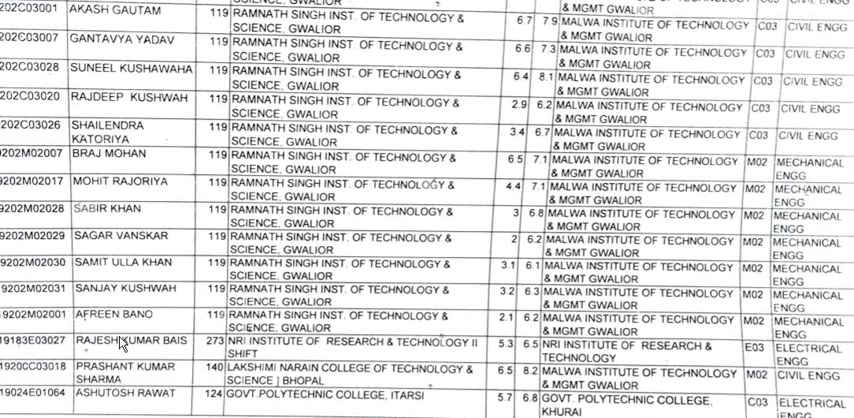 SCIENCE, GWALIOR & MGMT GWALIOR CIVIL ENGG
202C03001 AKASH GAUTAM 119 RAMNATH SINGH INST. OF TECHNOLOGY & 6.7 7.9 MALWA INSTITUTE OF TECHNOLOGY C03 CIVIL ENGG
SCIENCE, GWALIOR & MGMT GWALIOR
202C03007 GANTAVYA YADAV 119 RAMNATH SINGH INST. OF TECHNOLOGY & 6.6 7.3 MALWA INSTITUTE OF TECHNOLOGY C03 CIVIL ENGG
SCIENCE, GWALIOR & MGMT GWALIOR
202C03028 SUNEEL KUSHAWAHA 119 RAMNATH SINGH INST. OF TECHNOLOGY & 6.4 8.1 MALWA INSTITUTE OF TECHNOLOGY C03 CIVIL ENGG
SCIENCE, GWALIOR & MGMT GWALIOR
202C03020 RAJDEEP KUSHWAH 119 RAMNATH SINGH INST. OF TECHNOLOGY & 2.9 6.2 MALWA INSTITUTE OF TECHNOLOGY C03 CIVIL ENGG
SCIENCE, GWALIOR & MGMT GWALIOR
202C03026 SHAILENDRA 119 RAMNATH SINGH INST. OF TECHNOLOGY & 3.4 6.7 MALWA INSTITUTE OF TECHNOLOGY C03 CIVIL ENGG
KATORIYA SCIENCE, GWALIOR & MGMT GWALIOR
9202M02007 BRAJ MOHAN 119 RAMNATH SINGH INST. OF TECHNOLOGY & 6.5 7.1 MALWA INSTITUTE OF TECHNOLOGY M02 MECHANICAL
SCIENCE, GWALIOR & MGMT GWALIOR ENGG
9202M02017 MOHIT RAJORIYA 119 RAMNATH SINGH INST. OF TECHNOLOGY & 4.4 7.1 MALWA INSTITUTE OF TECHNOLOGY M02 MECHANICAL
SCIENCE, GWALIOR & MGMT GWALIOR ENGG
9202M02028 SABIR KHAN 119 RAMNATH SINGH INST. OF TECHNOLOGY & 3 6.8 MALWA INSTITUTE OF TECHNOLOGY M02 MECHANICAL
SCIENCE, GWALIOR & MGMT GWALIOR ENGG
9202M02029 SAGAR VANSKAR 119 RAMNATH SINGH INST. OF TECHNOLOGY & 2 6.2 MALWA INSTITUTE OF TECHNOLOGY M02 MECHANICAL
SCIENCE, GWALIOR & MGMT GWALIOR ENGG
9202M02030 SAMIT ULLA KHAN 119 RAMNATH SINGH INST. OF TECHNOLOGY & 3.1 6.1 MALWA INSTITUTE OF TECHNOLOGY M02 MECHANICAL
SCIENCE, GWALIOR & MGMT GWALIOR ENGG
9202M02031 SANJAY KUSHWAH 119 RAMNATH SINGH INST. OF TECHNOLOGY & 3.2 6.3 MALWA INSTITUTE OF TECHNOLOGY M02 MECHANICAL
SCIENCE, GWALIOR & MGMT GWALIOR ENGG
9202M02001 AFREEN BANO 119 RAMNATH SINGH INST. OF TECHNOLOGY & 2.1 6.2 MALWA INSTITUTE OF TECHNOLOGY M02 MECHANICAL
SCIENCE, GWALIOR & MGMT GWALIOR ENGG
19183E03027 RAJESH KUMAR BAIS 273 NRI INSTITUTE OF RESEARCH & TECHNOLOGY II 5.3 6.5 NRI INSTITUTE OF RESEARCH & E03 ELECTRICAL
SHIFT TECHNOLOGY ENGG
1920CC03018 PRASHANT KUMAR 140 LAKSHMI NARAIN COLLEGE OF TECHNOLOGY & 6.5 8.2 MALWA INSTITUTE OF TECHNOLOGY M02 CIVIL ENGG
SHARMA SCIENCE ] BHOPAL & MGMT GWALIOR
19024E01064 ASHUTOSH RAWAT 124 GOVT.POLYTECHNIC COLLEGE, ITARSI 5.7 6.8 GOVT. POLYTECHNIC COLLEGE, C03 ELECTRICAL
KHURAI ENGG